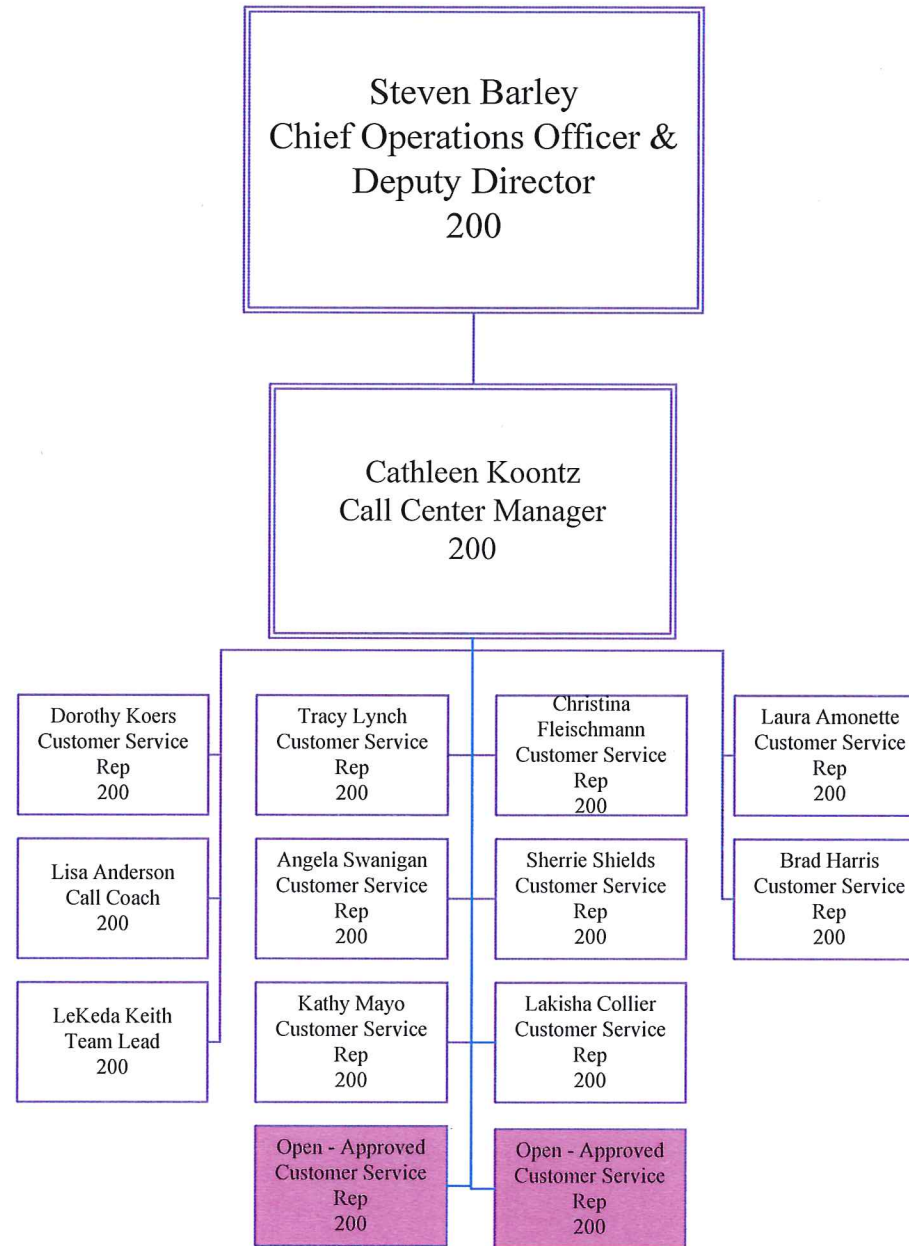 Steven Barley
Chief Operations Officer &
Deputy Director
200
Cathleen Koontz
Call Center Manager
200
Dorothy Koers
Customer Service
Rep
200
Tracy Lynch
Customer Service
Rep
200
Christina
Fleischmann
Customer Service
Rep
200
Laura Amonette
Customer Service
Rep
200
Lisa Anderson
Call Coach
200
Angela Swanigan
Customer Service
Rep
200
Sherrie Shields
Customer Service
Rep
200
Brad Harris
Customer Service
Rep
200
LeKeda Keith
Team Lead
200
Kathy Mayo
Customer Service
Rep
200
Lakisha Collier
Customer Service
Rep
200
Open - Approved
Customer Service
Rep
200
Open - Approved
Customer Service
Rep
200